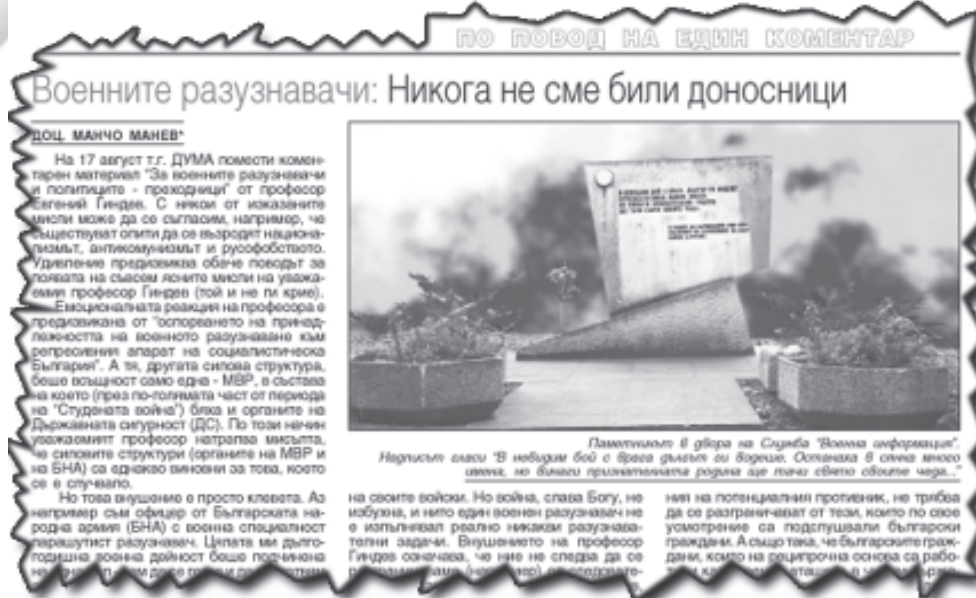 ПО ПОВОД НА ЕДИН КОМЕНТАР
Военните разузнавачи: Никога не сме били доносници
ДОЦ. МАНЧО МАНЕВ*
На 17 август т.г. ДУМА помести комен-
тарен материал "За военните разузнавачи
и политиците - преходници" от професор
Евгений Гиндев. С някои от изказаните
мисли може да се съглася, например, че
съществуват опити да се възродят национа-
лизмът, антикомунизмът и русофобството.
Удивление предизвиква обаче поводът за
появата на съвсем ясните мисли на уважа-
емия професор Гиндев (той и не ги крие).
Емоционалната реакция на професора е
предизвикана от "оспорването на принад-
лежността на военното разузнаване към
репресивния апарат на социалистическа
България". А тя, другата силова структура,
беше всъщност само една - МВР, в състава
на което (през по-голямата част от периода
на "Студената война") бяха и органите на
Държавната сигурност (ДС). По този начин
уважаемият професор натрапва мисълта,
че силовите структури (органите на МВР и
на БНА) са еднакво виновни за това, което
се е случвало.
Но това внушение е просто клевета. Аз
например съм офицер от Българската на-
родна армия (БНА) с военна специалност
парашутист разузнавач. Цялата ми дълго-
годишна военна дейност беше подчинена
Паметникът в двора на Служба "Военна информация".
Надписът гласи "В невидим бой с врага дългът ги водеше. Останаха в сянка много
имена, но винаги признателната родина ще тачи свято своите чеда..."
на своите войски. Но война, слава Богу, не
избухна, и нито един военен разузнавач не
е изпълнявал реално никакви разузнава-
телни задачи. Внушението на професор
Гиндев означава, че ние не следва да се
ния на потенциалния противник, не трябва
да се разграничават от тези, които по свое
усмотрение са подслушвали български
граждани. А също така, че българските граж-
дани, които на реципрочна основа са рабо-